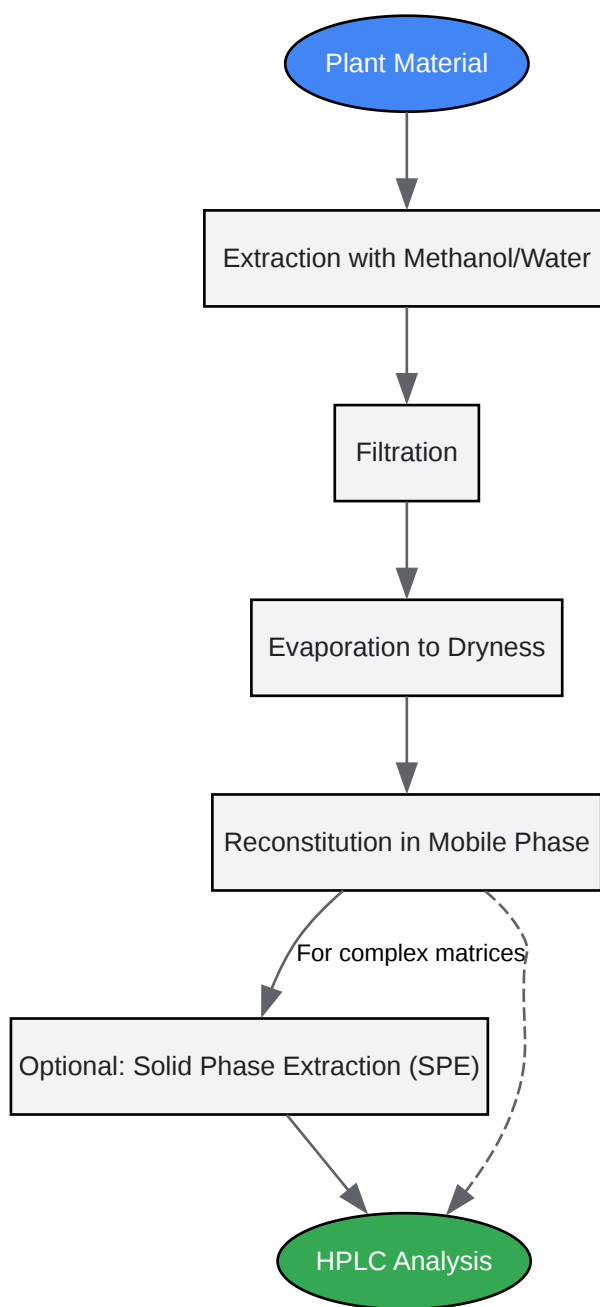 Plant Material
Extraction with Methanol/Water
Filtration
Evaporation to Dryness
Reconstitution in Mobile Phase
For complex matrices
Optional: Solid Phase Extraction (SPE)
HPLC Analysis